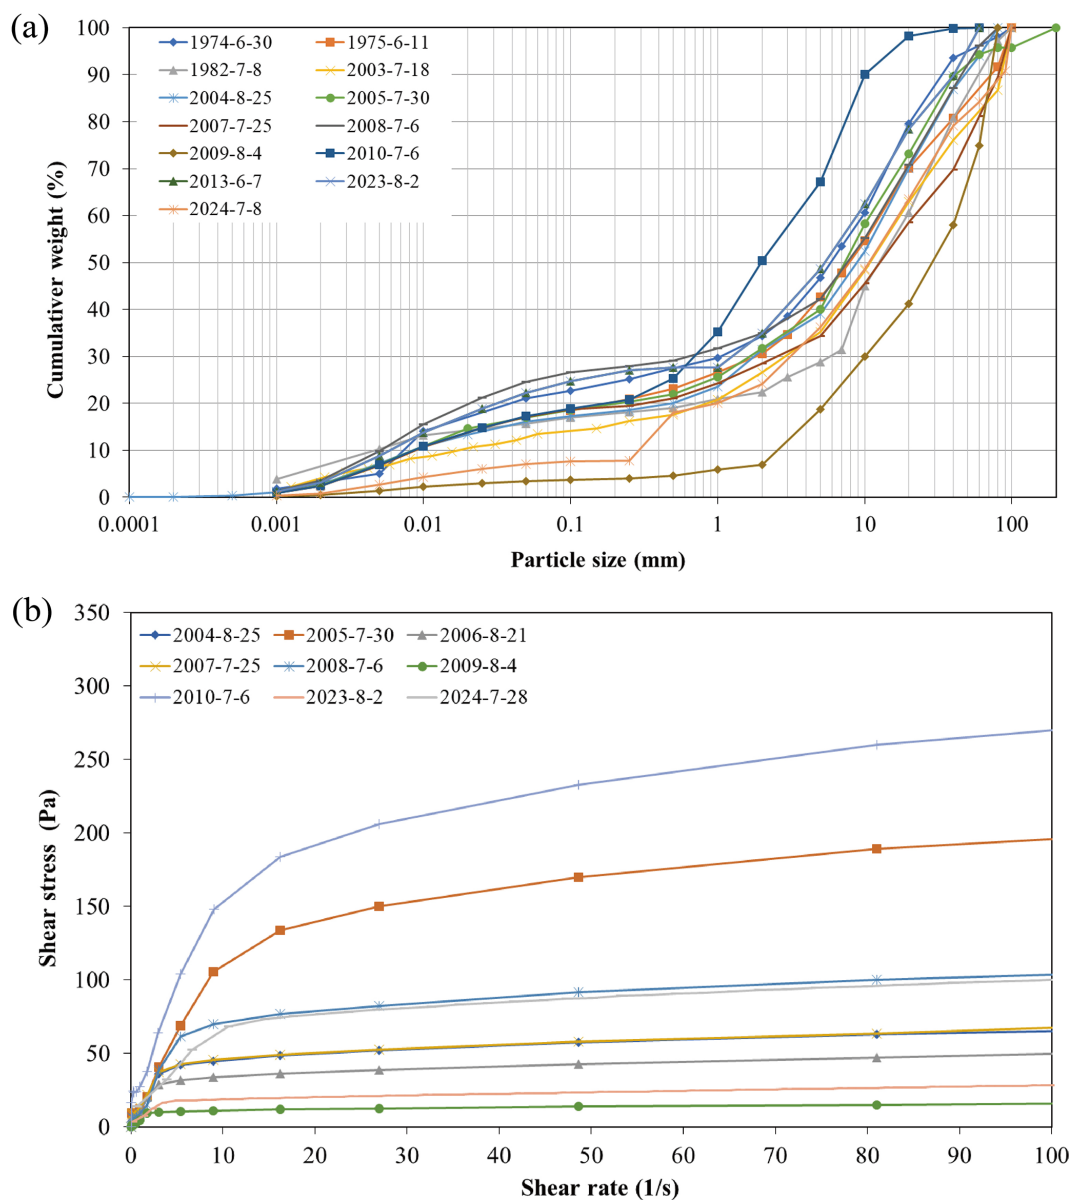 (a)
100
90
80
70
60
50
40
30
20
10
0
Cumulativer weight (%)
1974-6-30 1975-6-11
1982-7-8 2003-7-18
2004-8-25 2005-7-30
2007-7-25 2008-7-6
2009-8-4 2010-7-6
2013-6-7 2023-8-2
2024-7-8
0.0001 0.001 0.01 0.1 1 10 100
Particle size (mm)
(b)
350
300
250
200
150
100
50
0
Shear stress (Pa)
2004-8-25 2005-7-30 2006-8-21
2007-7-25 2008-7-6 2009-8-4
2010-7-6 2023-8-2 2024-7-28
0 10 20 30 40 50 60 70 80 90 100
Shear rate (1/s)